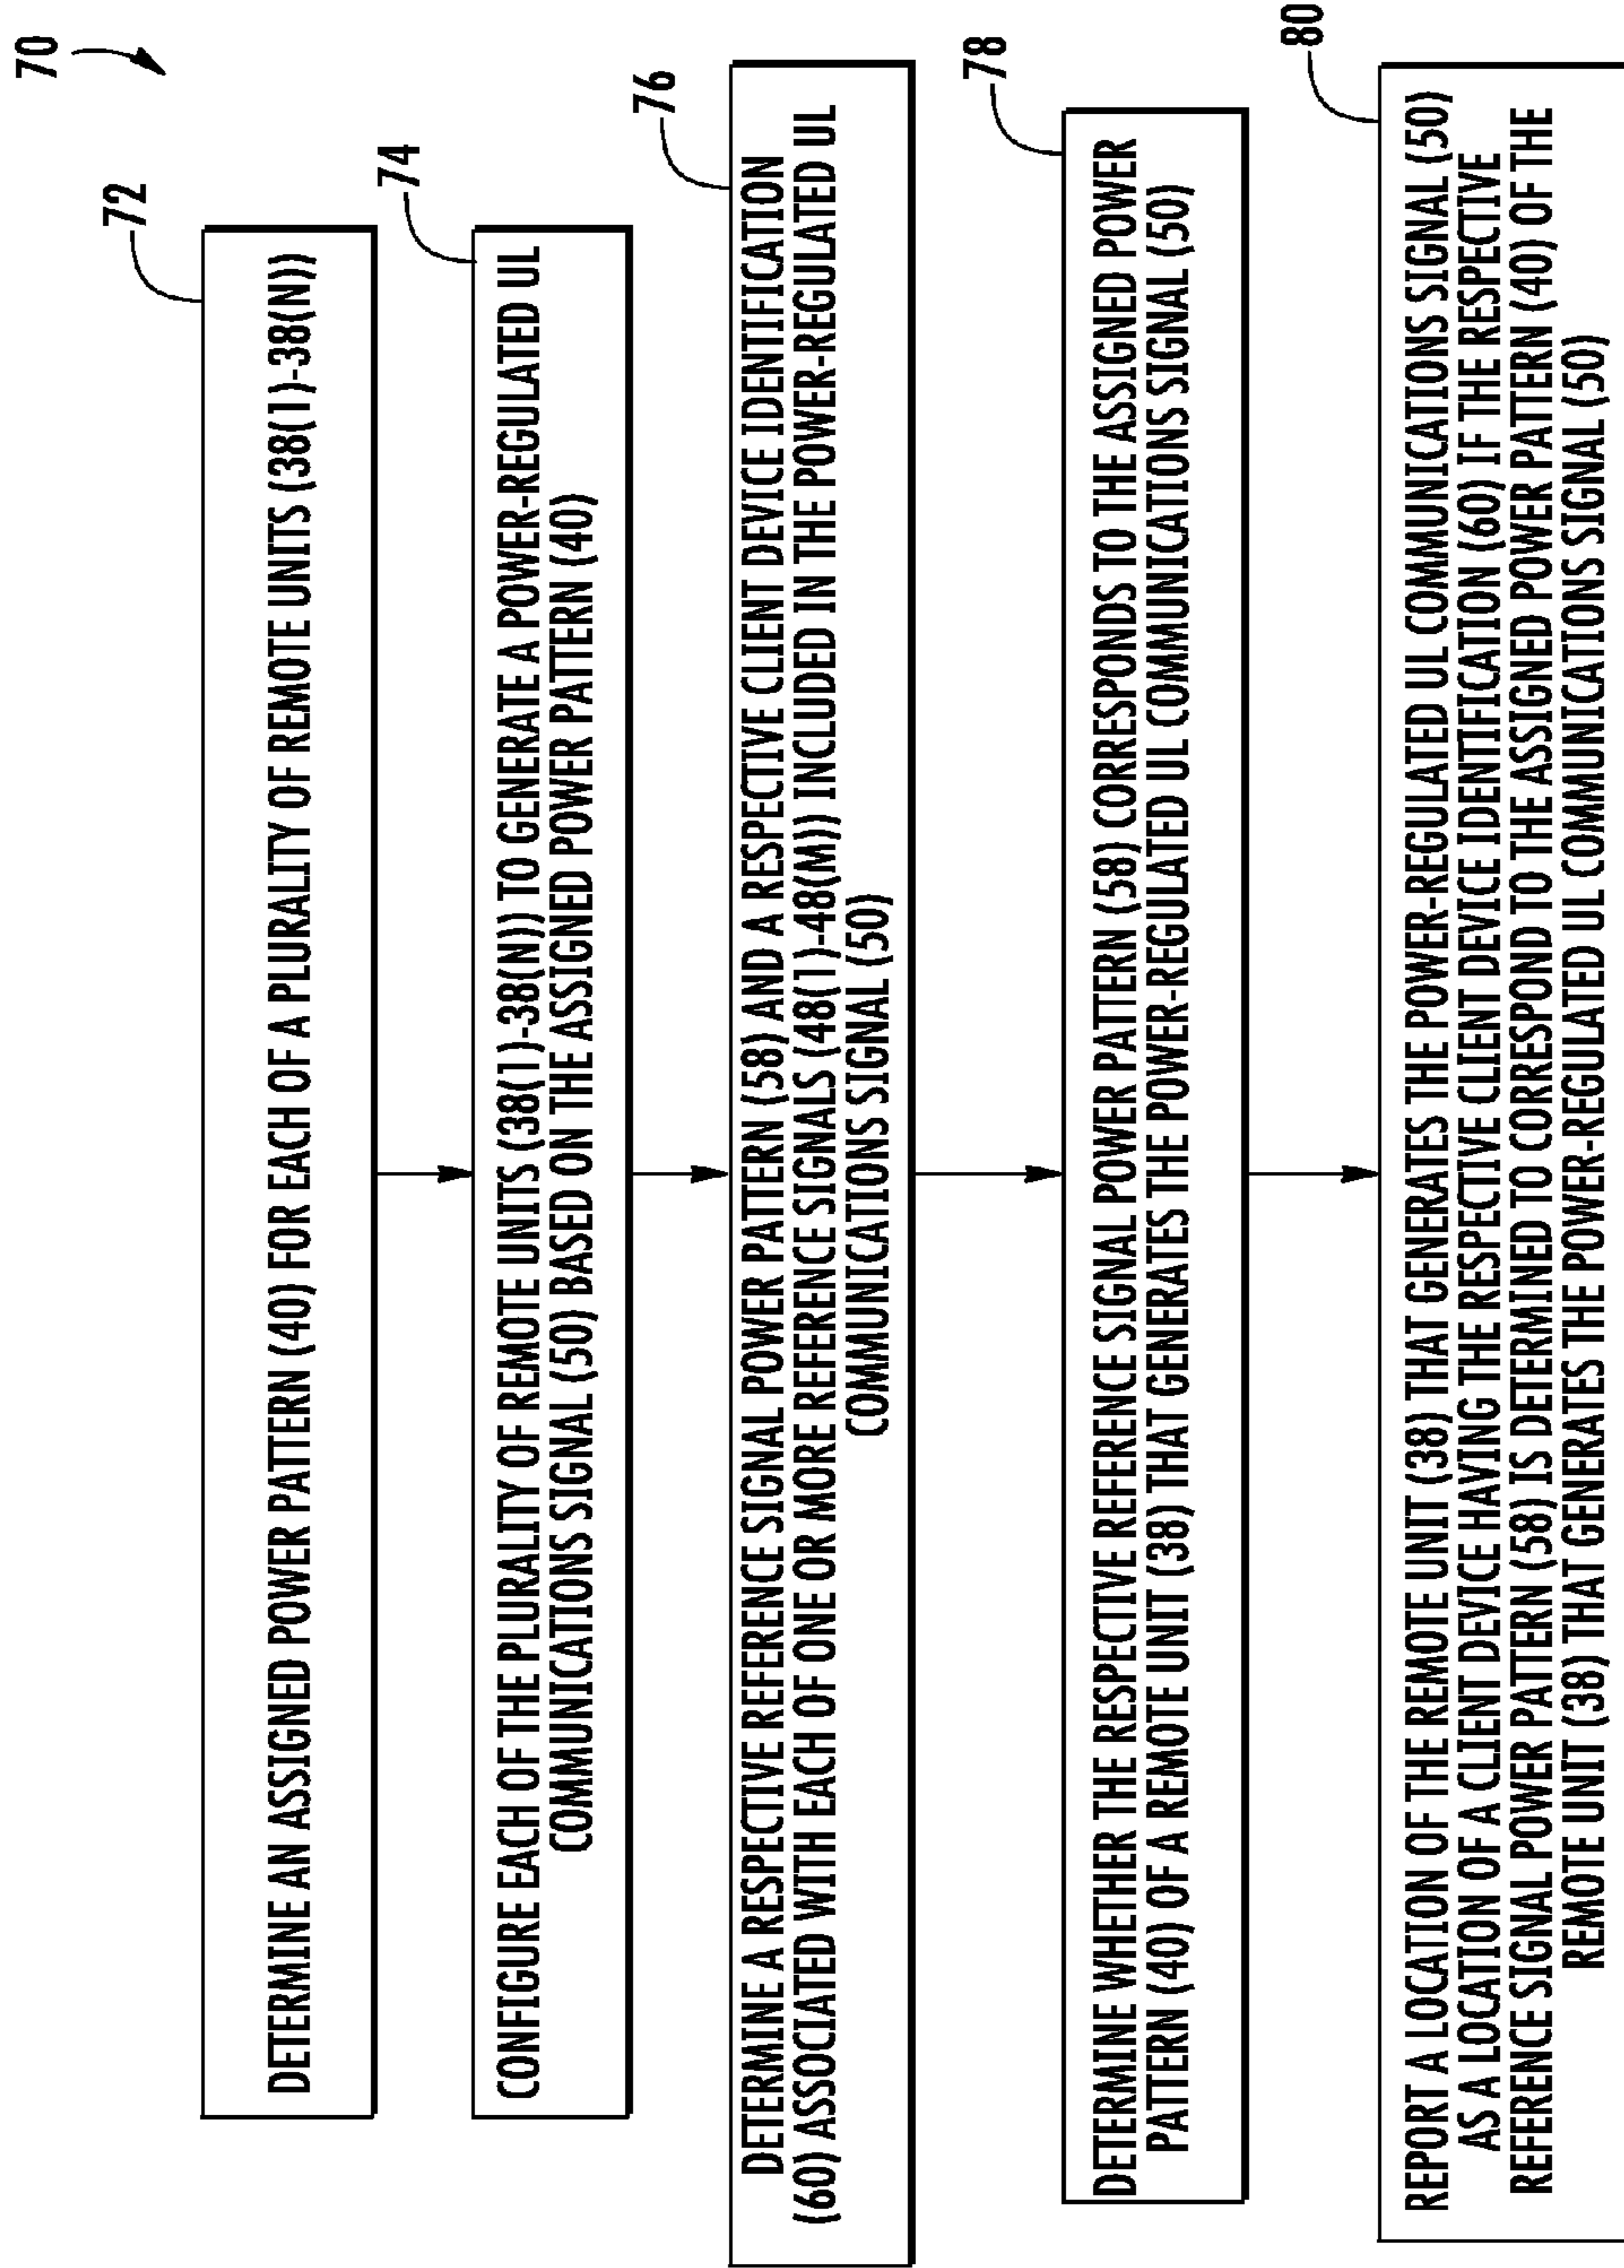 70
72
DETERMINE AN ASSIGNED POWER PATTERN (40) FOR EACH OF A PLURALITY OF REMOTE UNITS (38(1)-38(N))
74
CONFIGURE EACH OF THE PLURALITY OF REMOTE UNITS (38(1)-38(N)) TO GENERATE A POWER-REGULATED UL
COMMUNICATIONS SIGNAL (50) BASED ON THE ASSIGNED POWER PATTERN (40)
76
DETERMINE A RESPECTIVE REFERENCE SIGNAL POWER PATTERN (58) AND A RESPECTIVE CLIENT DEVICE IDENTIFICATION
(60) ASSOCIATED WITH EACH OF ONE OR MORE REFERENCE SIGNALS (48(1)-48(M)) INCLUDED IN THE POWER-REGULATED UL
COMMUNICATIONS SIGNAL (50)
78
DETERMINE WHETHER THE RESPECTIVE REFERENCE SIGNAL POWER PATTERN (58) CORRESPONDS TO THE ASSIGNED POWER
PATTERN (40) OF A REMOTE UNIT (38) THAT GENERATES THE POWER-REGULATED UL COMMUNICATIONS SIGNAL (50)
80
REPORT A LOCATION OF THE REMOTE UNIT (38) THAT GENERATES THE POWER-REGULATED UL COMMUNICATIONS SIGNAL (50)
AS A LOCATION OF A CLIENT DEVICE HAVING THE RESPECTIVE CLIENT DEVICE IDENTIFICATION (60) IF THE RESPECTIVE
REFERENCE SIGNAL POWER PATTERN (58) IS DETERMINED TO CORRESPOND TO THE ASSIGNED POWER PATTERN (40) OF THE
REMOTE UNIT (38) THAT GENERATES THE POWER-REGULATED UL COMMUNICATIONS SIGNAL (50)